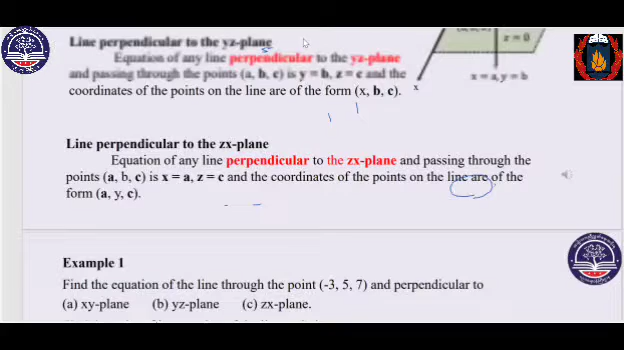 Line perpendicular to the yz-plane
Equation of any line perpendicular to the yz-plane
and passing through the points (a, b, c) is y = b, z = c and the
coordinates of the points on the line are of the form (x, b, c).
z = 0
x = a, y = b
x
Line perpendicular to the zx-plane
Equation of any line perpendicular to the zx-plane and passing through the
points (a, b, c) is x = a, z = c and the coordinates of the points on the line are of the
form (a, y, c).
Example 1
Find the equation of the line through the point (-3, 5, 7) and perpendicular to
(a) xy-plane (b) yz-plane (c) zx-plane.